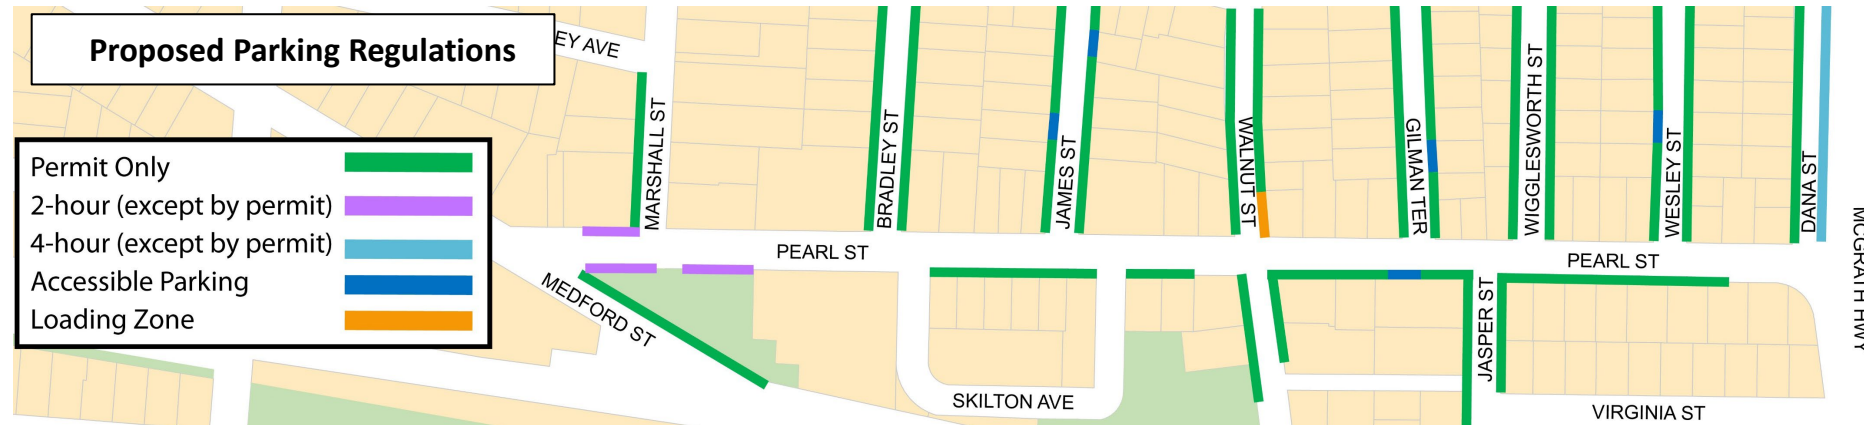 Proposed Parking Regulations
EY AVE
Permit Only
2-hour (except by permit)
4-hour (except by permit)
Accessible Parking
Loading Zone
MARSHALL ST
BRADLEY ST
JAMES ST
WALNUT ST
GILMAN TER
WIGGLESWORTH ST
WESLEY ST
DANA ST
MCGRATH HWY
PEARL ST
PEARL ST
MEDFORD ST
JASPER ST
SKILTON AVE
VIRGINIA ST